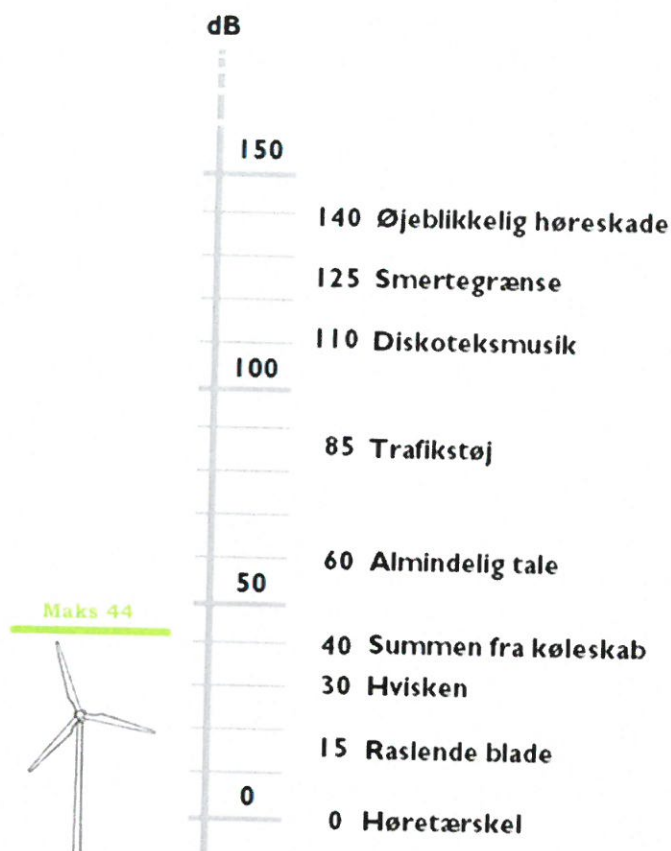 dB
150
140 Øjeblikkelig høreskade
125 Smertegrænse
110 Diskoteksmusik
100
85 Trafikstøj
60 Almindelig tale
50
Maks 44
40 Summen fra køleskab
30 Hvisken
15 Raslende blade
0
0 Høretærskel